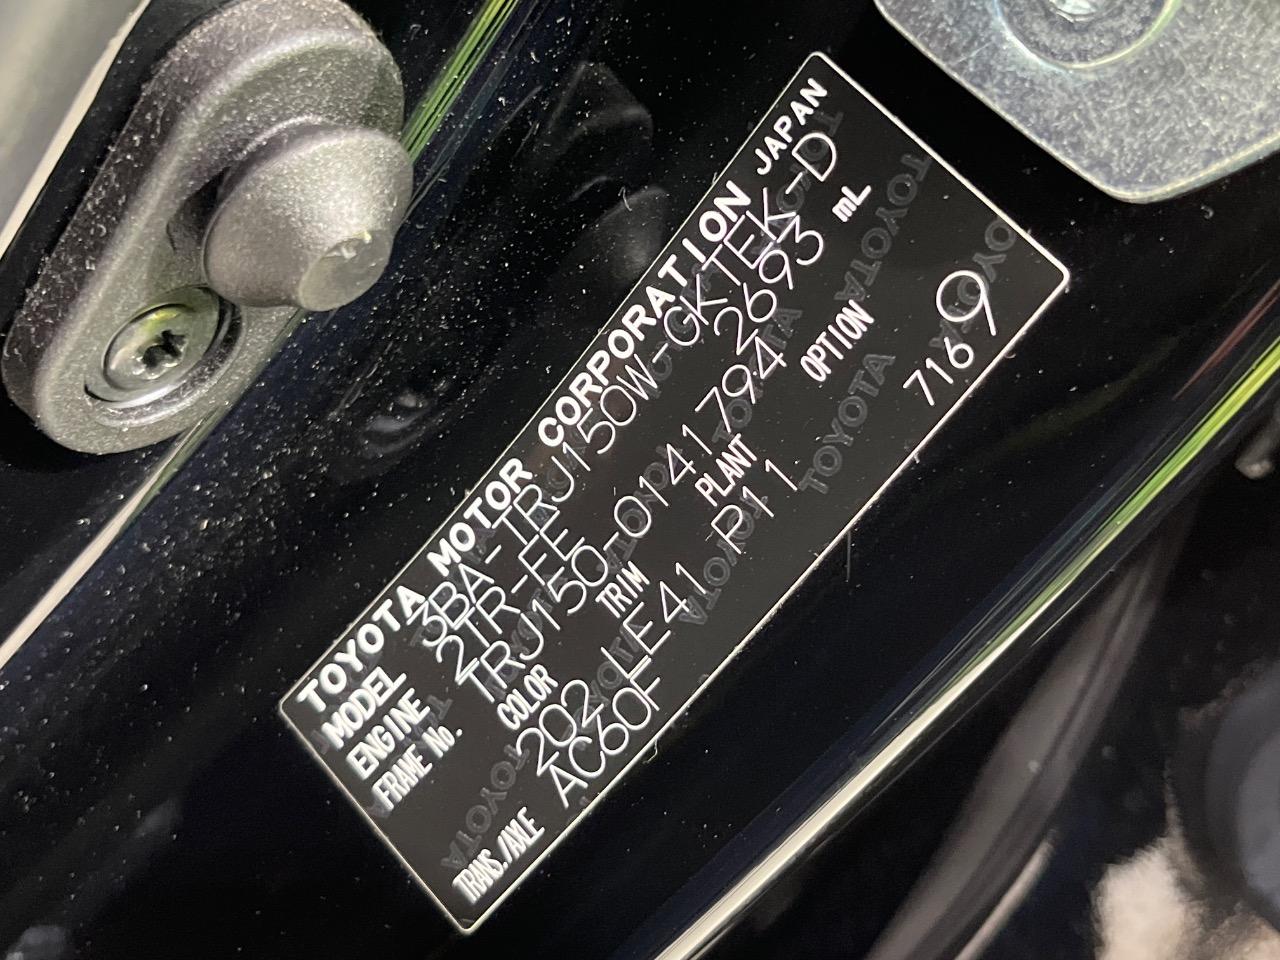 TOYOTA MOTOR CORPORATION JAPAN
MODEL 3BA-TRJ150W-GKTEK-D
ENGINE 2TR-FE 2693 mL
FRAME No. TRJ150-0141794
COLOR TRIM PLANT OPTION
202 LE41 P11 7169
TRANS./AXLE AC60F 9